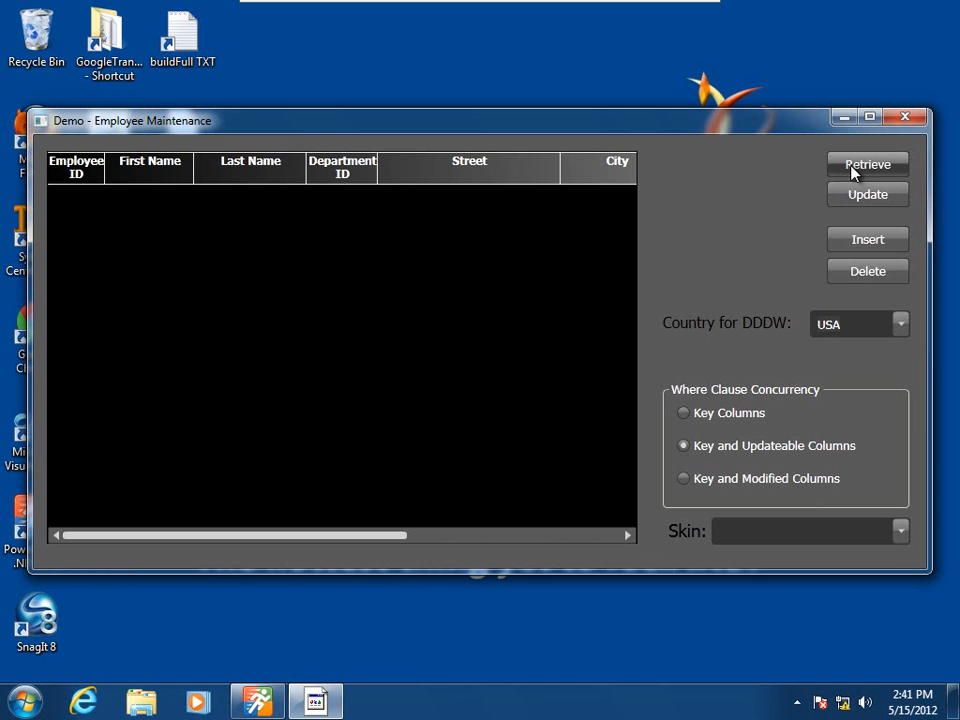 Recycle Bin
GoogleTran...
- Shortcut
buildFull TXT
Demo - Employee Maintenance
Employee ID
First Name
Last Name
Department ID
Street
City
Retrieve
Update
Insert
Delete
Country for DDDW:
USA
Where Clause Concurrency
Key Columns
Key and Updateable Columns
Key and Modified Columns
Skin:
SnagIt 8
2:41 PM
5/15/2012